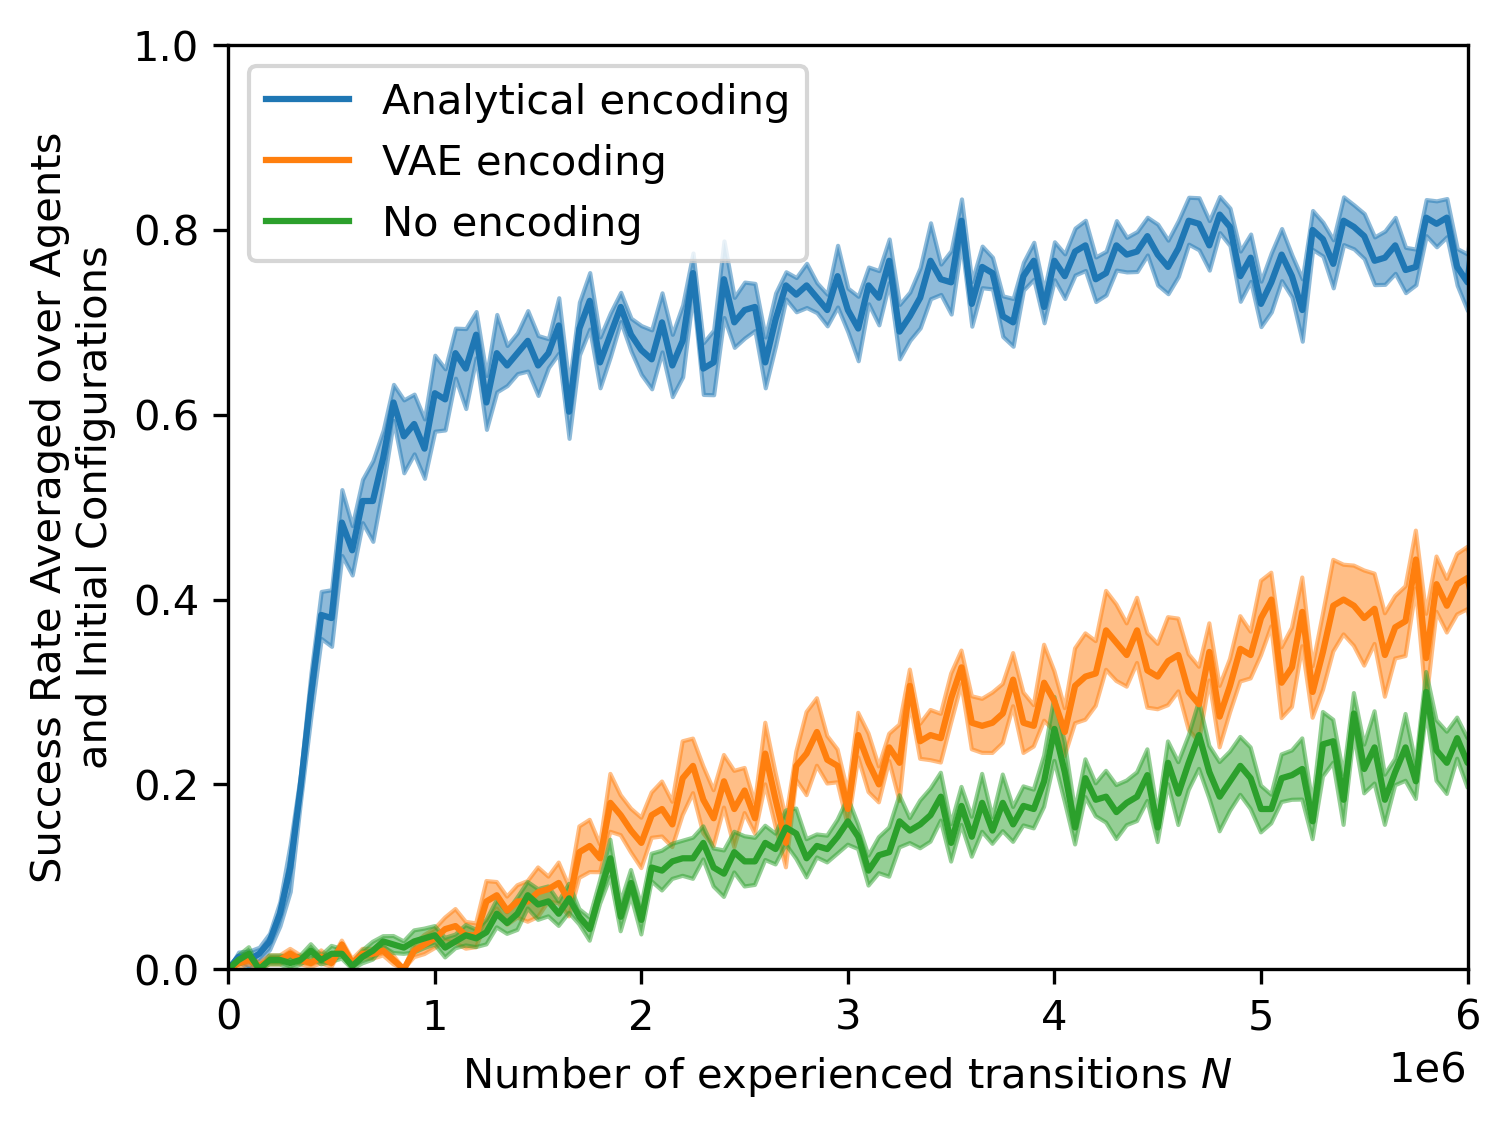 1.0
0.8
0.6
0.4
0.2
0.0
Success Rate Averaged over Agents
and Initial Configurations
Analytical encoding
VAE encoding
No encoding
0 1 2 3 4 5 6
1e6
Number of experienced transitions N